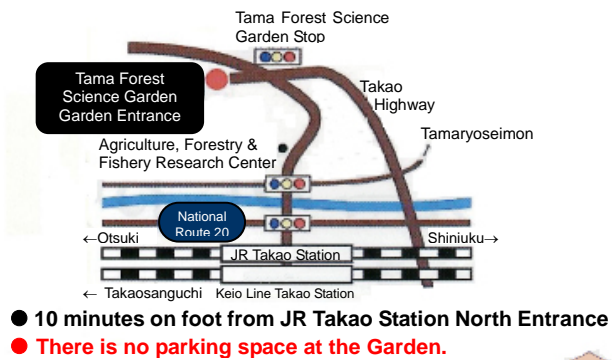 Tama Forest Science
Garden Stop
Tama Forest
Science Garden
Garden Entrance
Takao
Highway
Tamaryoseimon
Agriculture, Forestry &
Fishery Research Center
National
Route 20
←Otsuki
Shiniuku→
JR Takao Station
← Takaosanguchi
Keio Line Takao Station
● 10 minutes on foot from JR Takao Station North Entrance
● There is no parking space at the Garden.